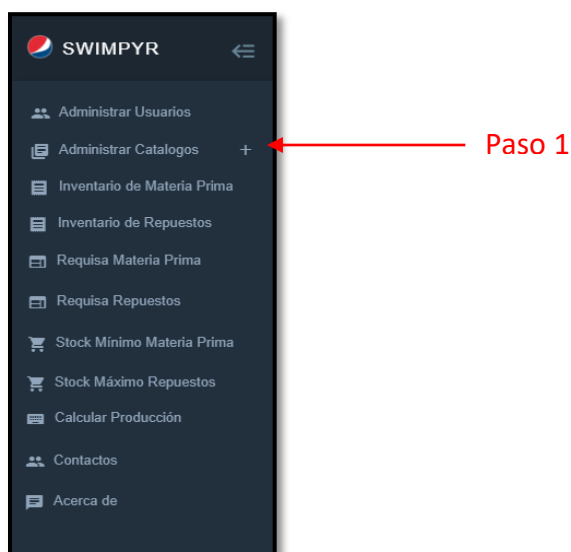 SWIMPYR
Administrar Usuarios
Administrar Catalogos +
Paso 1
Inventario de Materia Prima
Inventario de Repuestos
Requisa Materia Prima
Requisa Repuestos
Stock Mínimo Materia Prima
Stock Máximo Repuestos
Calcular Producción
Contactos
Acerca de